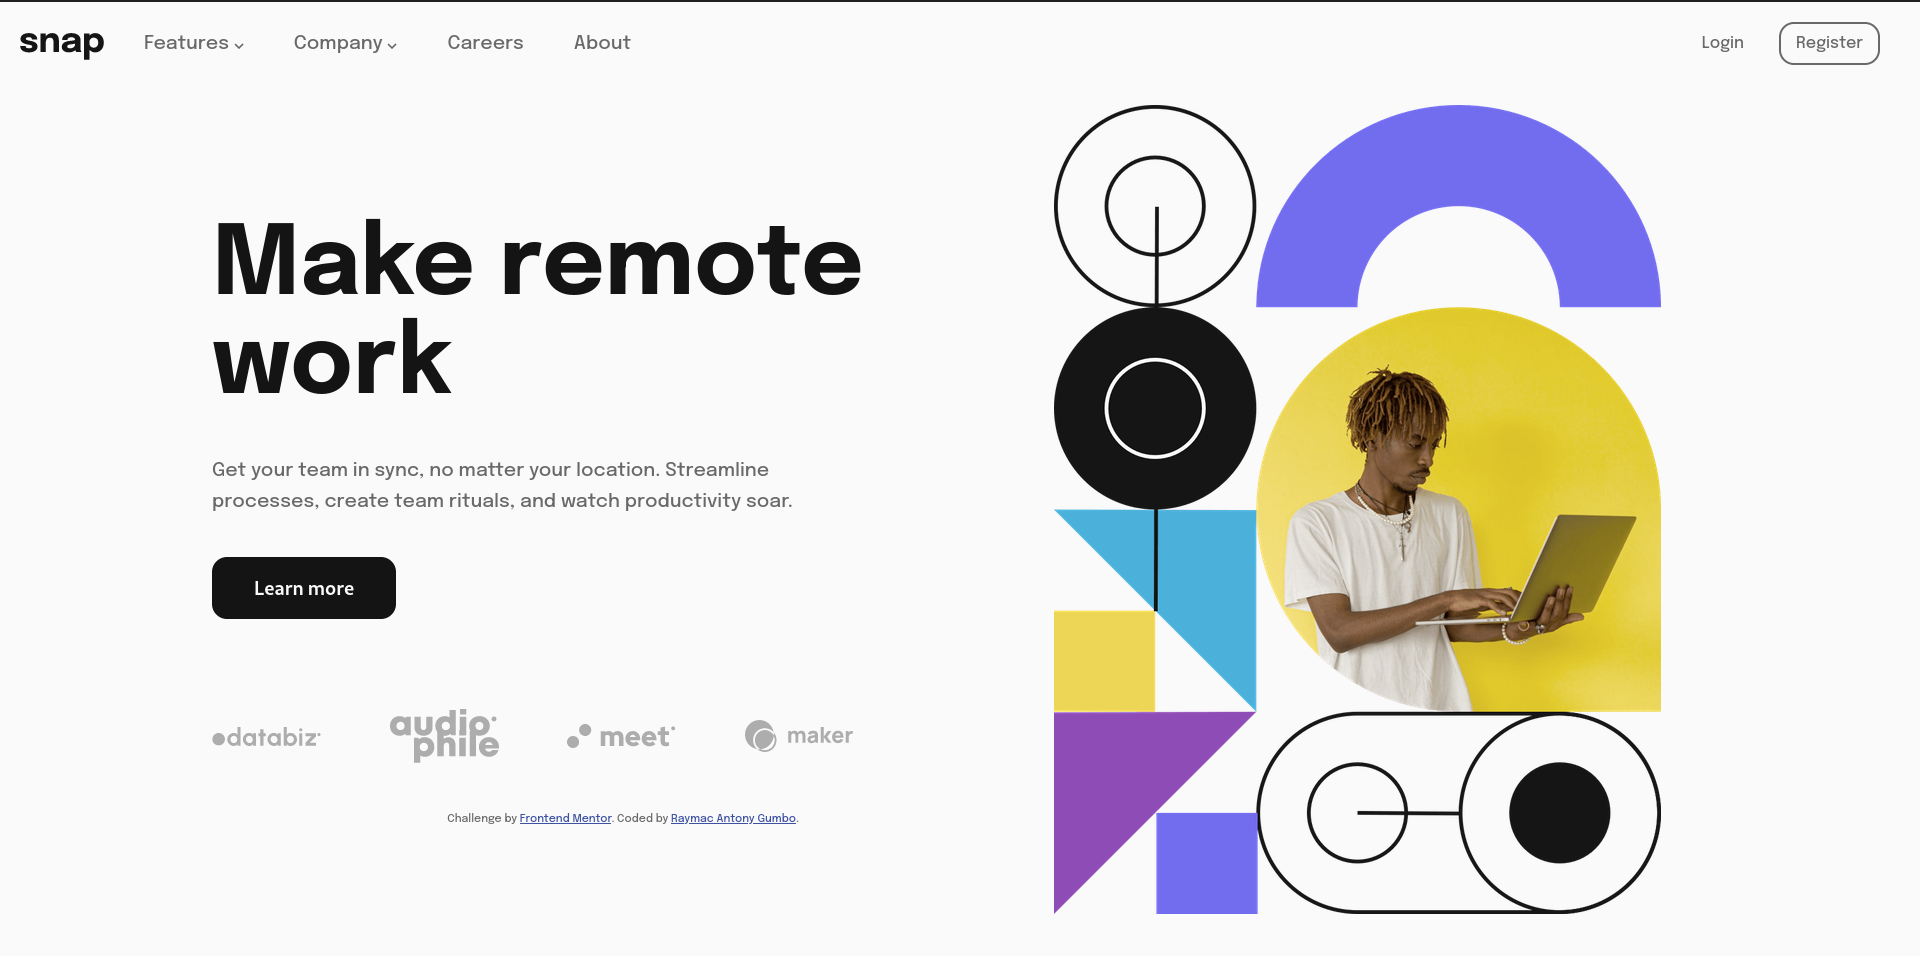 snap Features Company Careers About Login Register
Make remote
work
Get your team in sync, no matter your location. Streamline
processes, create team rituals, and watch productivity soar.
Learn more
databiz audio phile meet maker
Challenge by Frontend Mentor. Coded by Raymac Antony Gumbo.